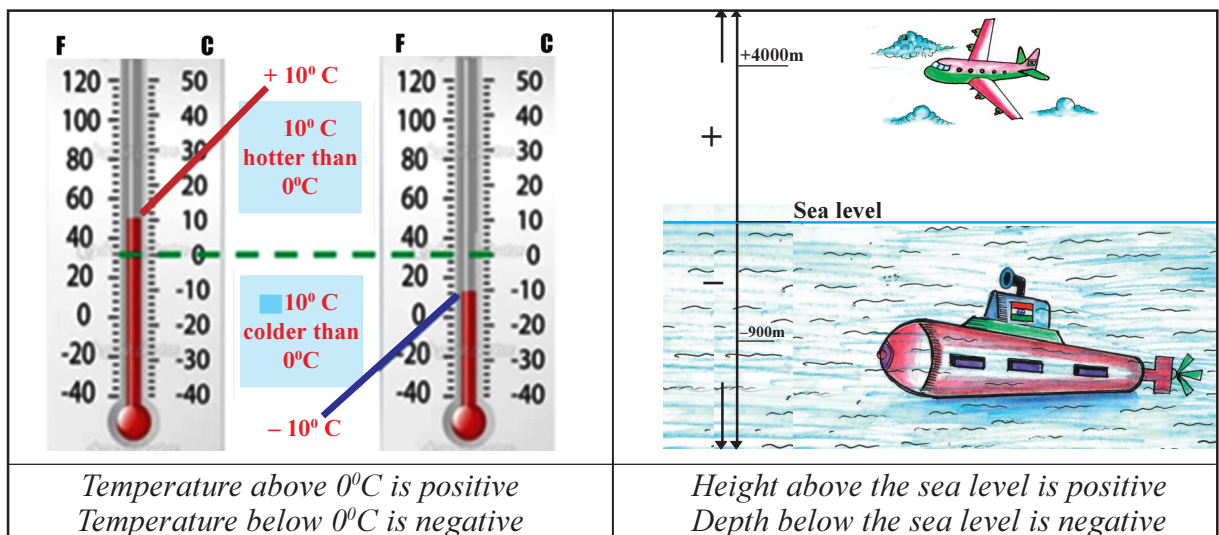 F C
F C
120 50
100 40
80 30
60 20
40 10
20 0
0 -10
-20 -20
-40 -30
-40
120 50
100 40
80 30
60 20
40 10
20 0
0 -10
-20 -20
-40 -30
-40
+ 10⁰ C
10⁰ C
hotter than
0⁰C
10⁰ C
colder than
0⁰C
– 10⁰ C
Temperature above 0⁰C is positive
Temperature below 0⁰C is negative
+4000m
+
Sea level
–
–900m
Height above the sea level is positive
Depth below the sea level is negative